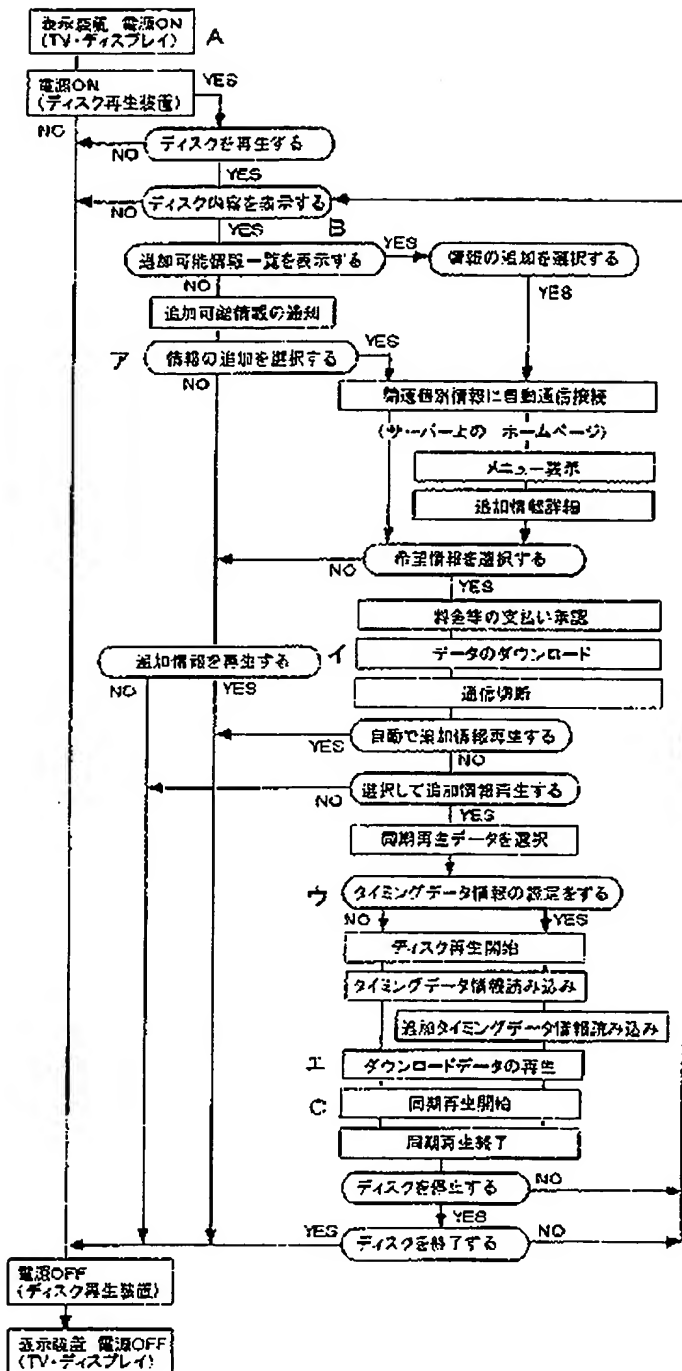 表示装置 電源ON
(TV・ディスプレイ)
A
電源ON
(ディスク再生装置)
YES
NO
ディスクを再生する
NO
YES
ディスク内容を表示する
NO
B
YES
追加可能情報一覧を表示する
YES
情報の追加を選択する
NO
YES
追加可能情報の通知
ア
情報の追加を選択する
YES
NO
関連個別情報に自動通信接続
(サーバー上の ホームページ)
メニュー表示
追加情報詳細
希望情報を選択する
NO
YES
料金等の支払い承認
追加情報を再生する
イ
データのダウンロード
NO
YES
通信切断
自動で追加情報再生する
YES
NO
選択して追加情報再生する
NO
YES
同期再生データを選択
ウ
タイミングデータ情報の設定をする
NO
YES
ディスク再生開始
タイミングデータ情報読み込み
追加タイミングデータ情報読み込み
エ
ダウンロードデータの再生
C
同期再生開始
同期再生終了
ディスクを停止する
NO
YES
YES
ディスクを終了する
NO
電源OFF
(ディスク再生装置)
表示装置 電源OFF
(TV・ディスプレイ)